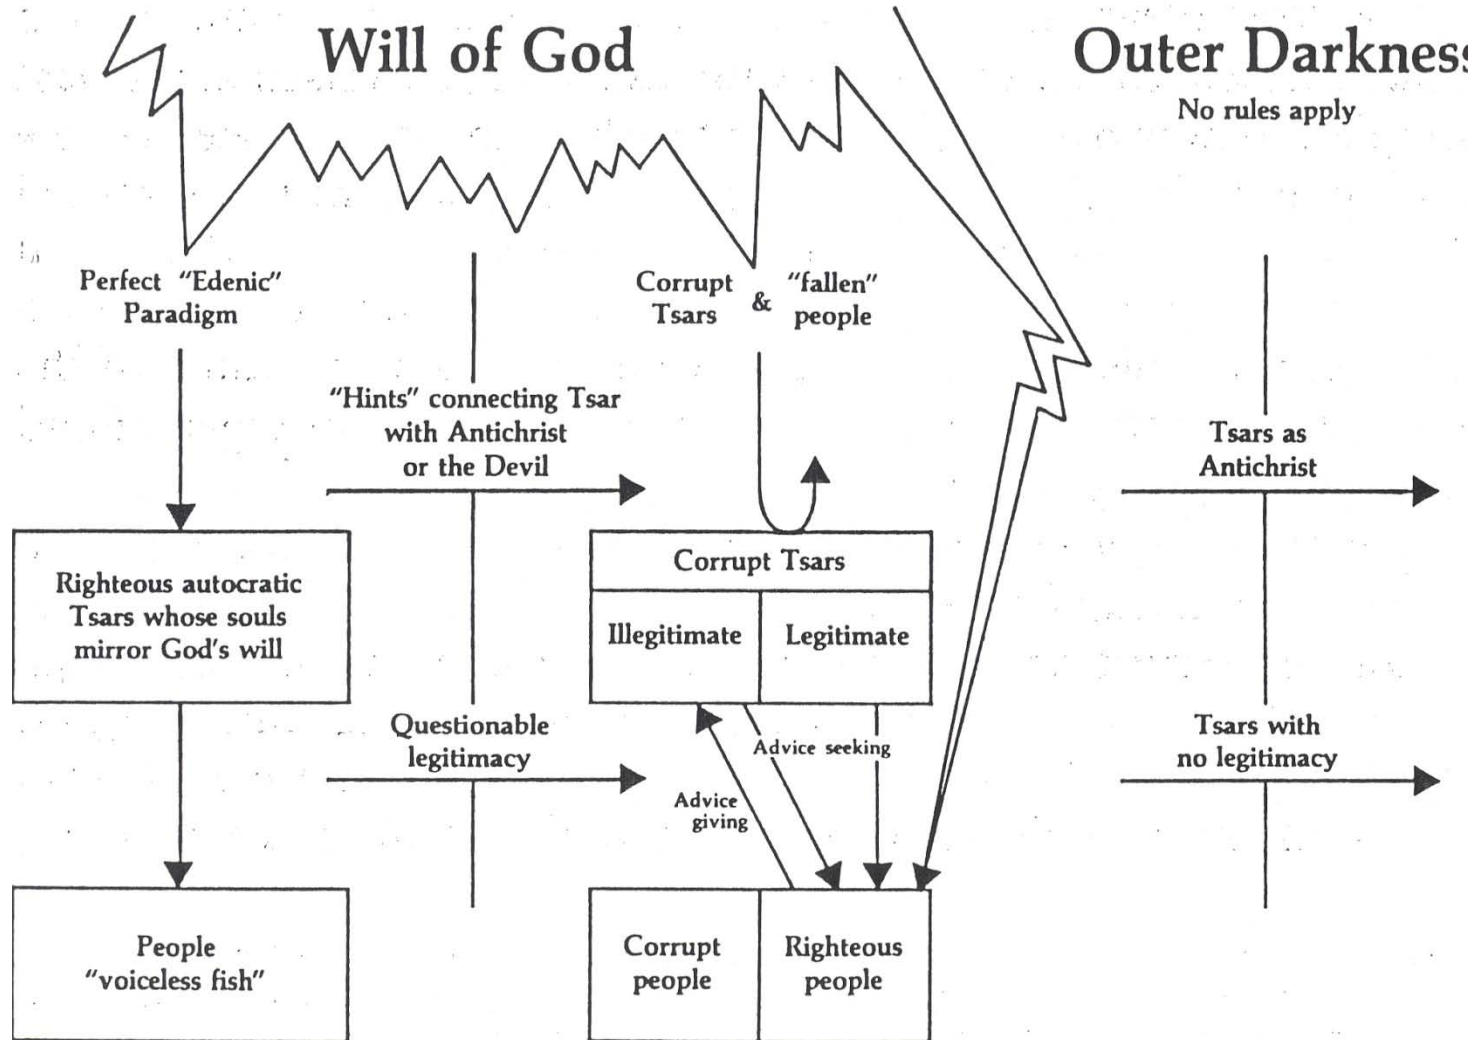 Will of God
Outer Darkness
No rules apply
Perfect "Edenic"
Paradigm
Corrupt
Tsars
&
"fallen"
people
"Hints" connecting Tsar
with Antichrist
or the Devil
Tsars as
Antichrist
Righteous autocratic
Tsars whose souls
mirror God's will
Corrupt Tsars
Illegitimate
Legitimate
Questionable
legitimacy
Advice seeking
Advice
giving
Tsars with
no legitimacy
People
"voiceless fish"
Corrupt
people
Righteous
people